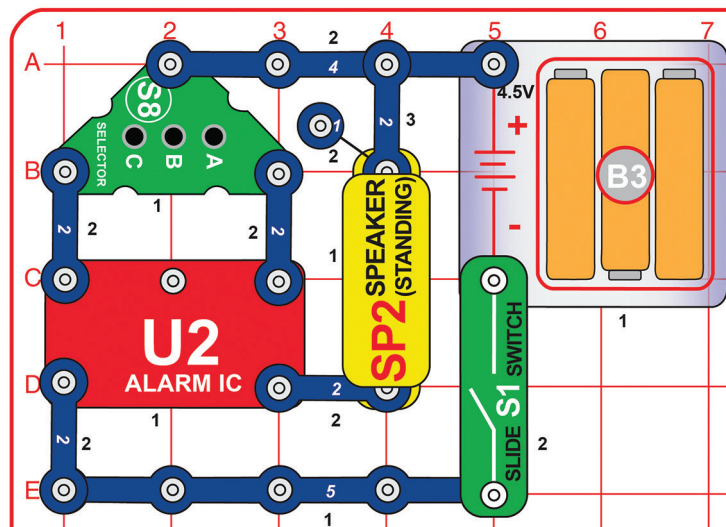 1 2 3 4 5 6 7
2
A
4
4.5V
S8
1
2
3
+
SELECTOR
C B A
2
B
B3
1
2
2
2
2
1
-
SPEAKER
(STANDING)
SP2
C
1
U2
ALARM IC
SLIDE S1 SWITCH
D
2
1
2
2
2
2
E
5
1